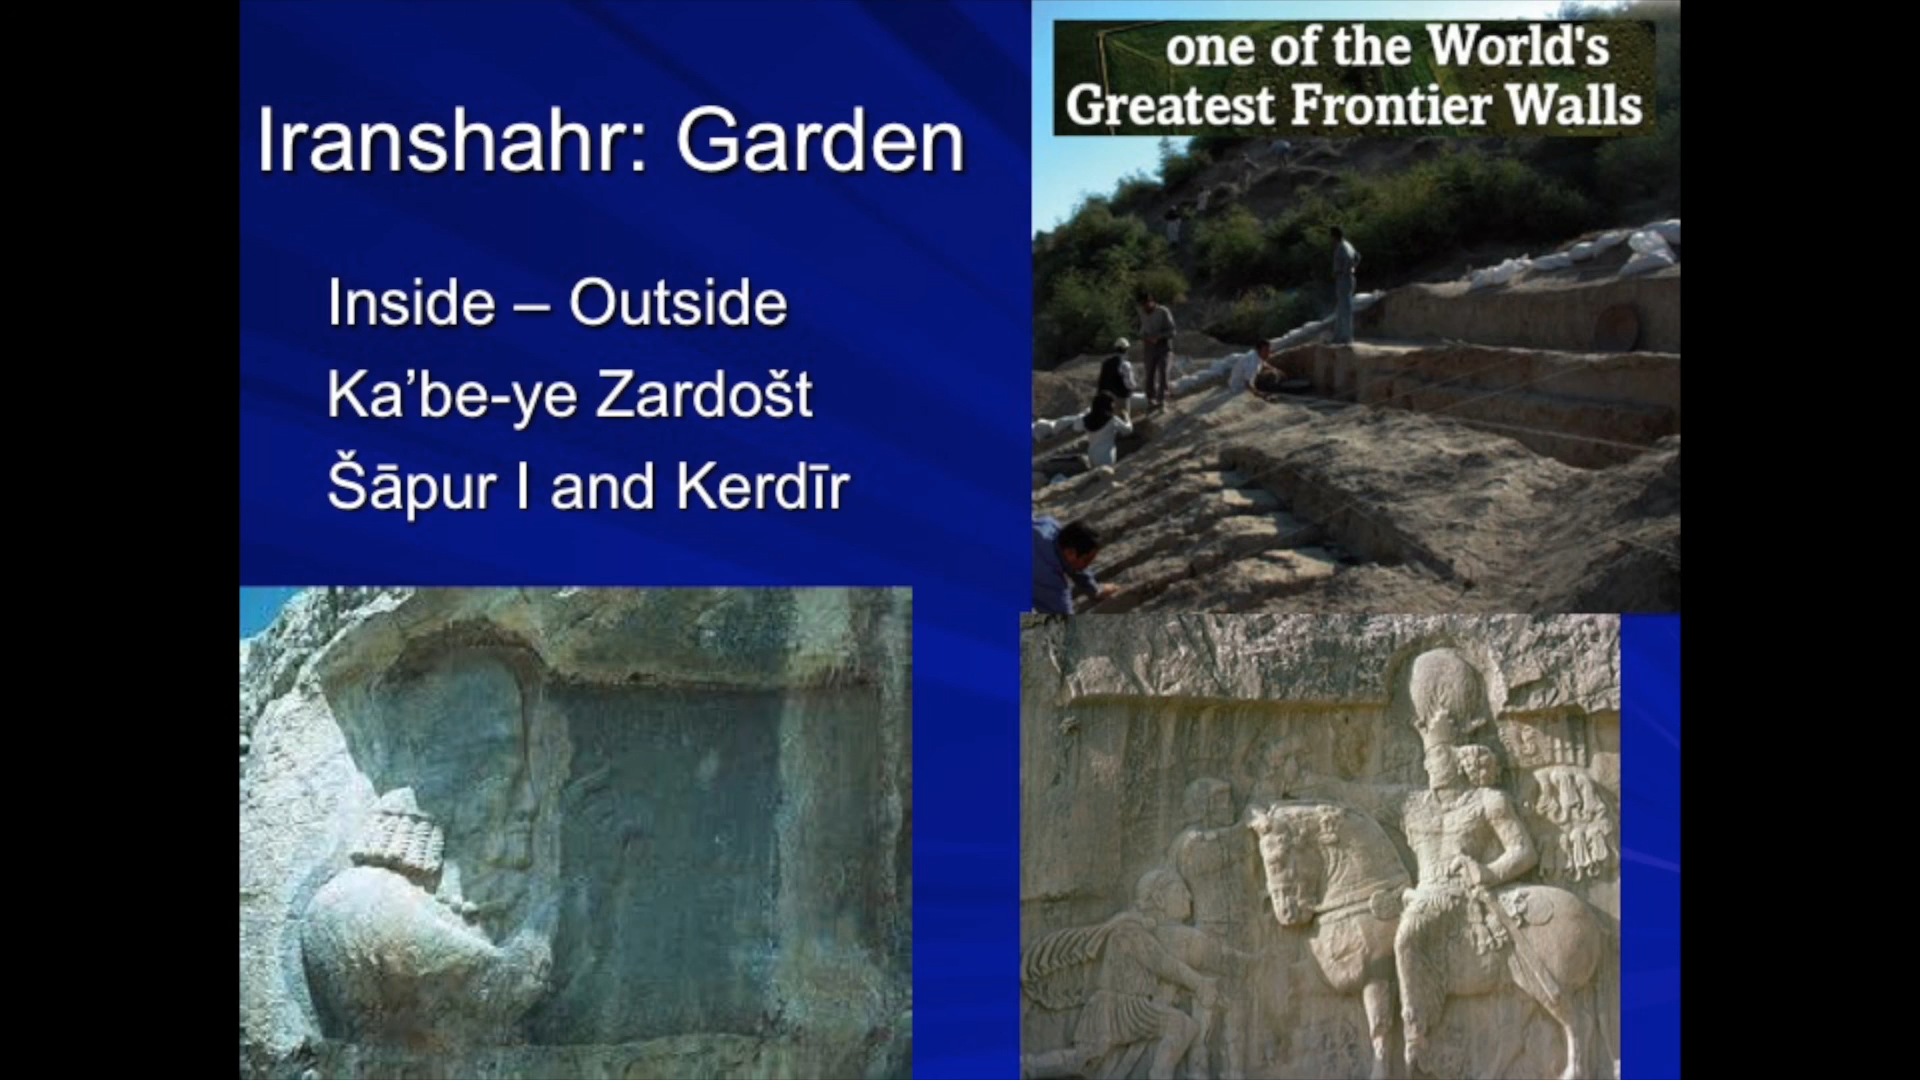 Iranshahr: Garden
Inside – Outside
Ka’be-ye Zardošt
Šāpur I and Kerdīr
one of the World's
Greatest Frontier Walls